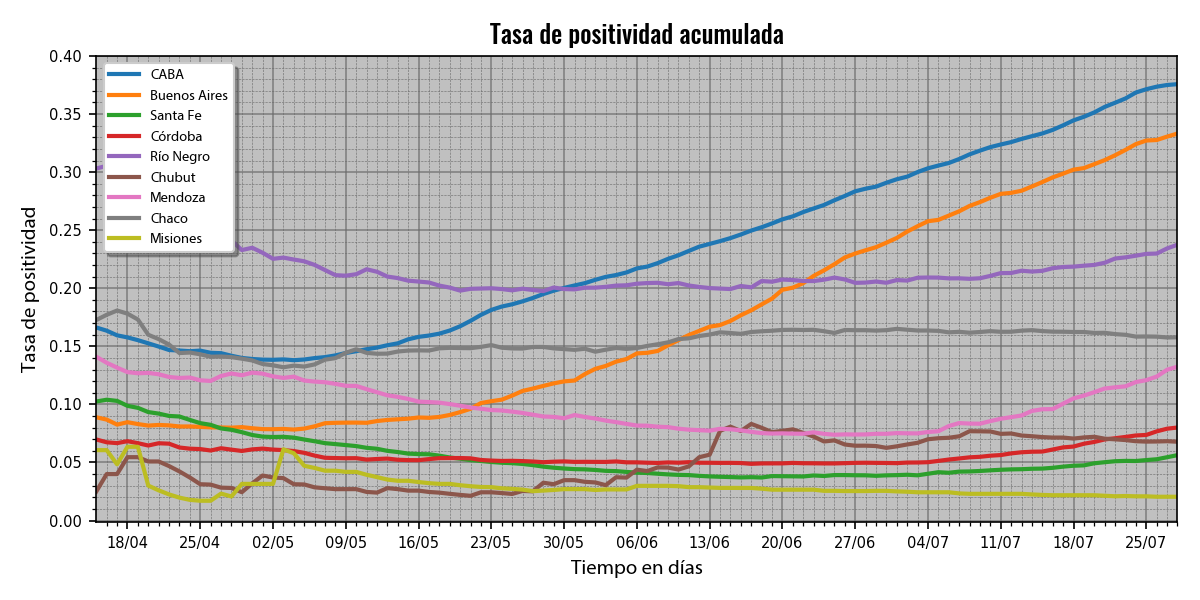 Tasa de positividad acumulada
0.40
0.35
0.30
0.25
0.20
0.15
0.10
0.05
0.00
Tasa de positividad
CABA
Buenos Aires
Santa Fe
Córdoba
Río Negro
Chubut
Mendoza
Chaco
Misiones
18/04 25/04 02/05 09/05 16/05 23/05 30/05 06/06 13/06 20/06 27/06 04/07 11/07 18/07 25/07
Tiempo en días